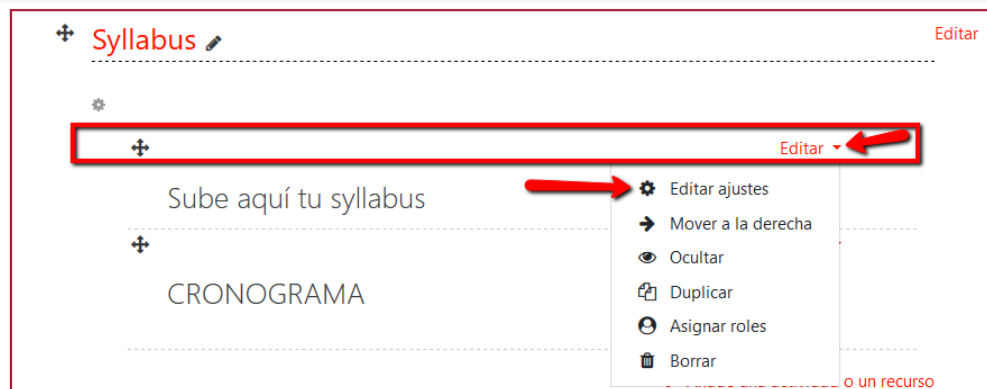 Syllabus
Editar
Editar
Sube aquí tu syllabus
CRONOGRAMA
Editar ajustes
Mover a la derecha
Ocultar
Duplicar
Asignar roles
Borrar
o un recurso